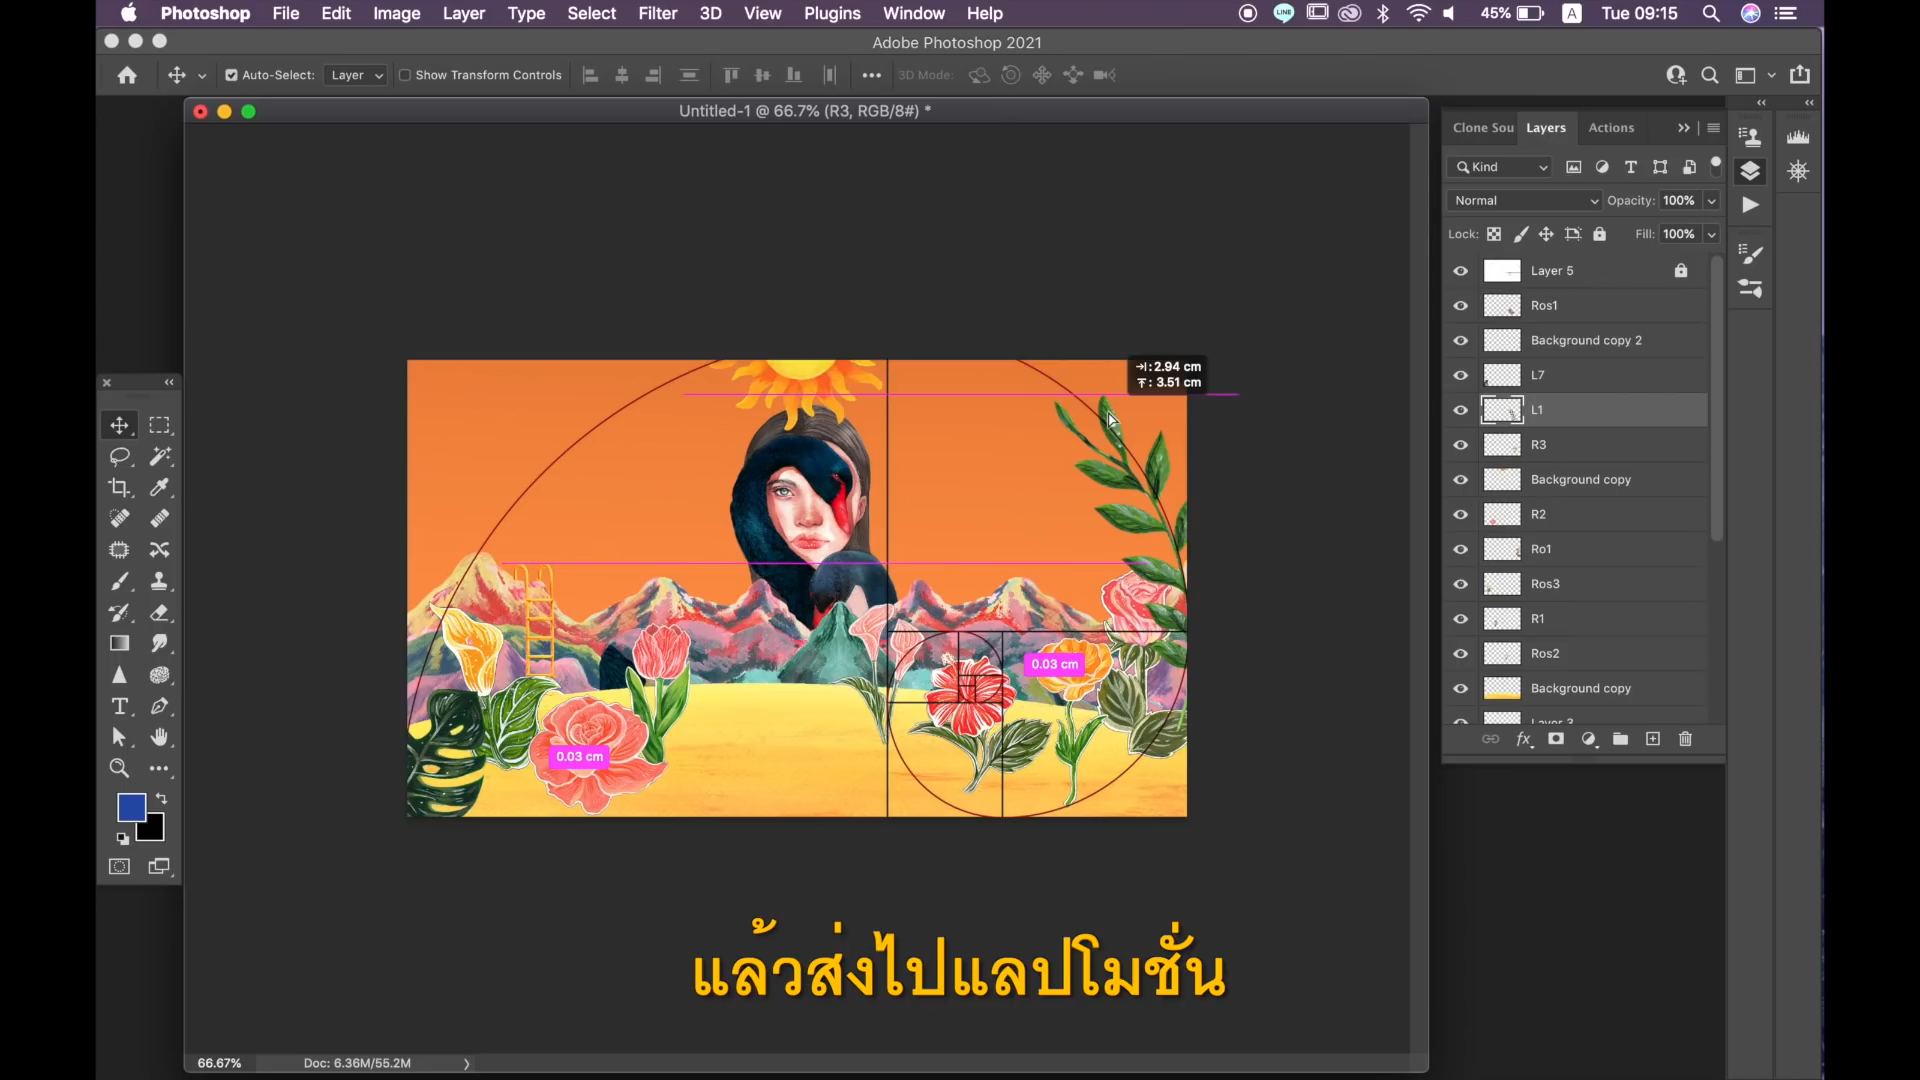 Photoshop File Edit Image Layer Type Select Filter 3D View Plugins Window Help LINE 45% A Tue 09:15
Adobe Photoshop 2021
Auto-Select: Layer Show Transform Controls 3D Mode:
Untitled-1 @ 66.7% (R3, RGB/8#) *
Clone Sou Layers Actions
Kind
Normal Opacity: 100%
Lock: Fill: 100%
Layer 5
Ros1
Background copy 2
L7
L1
R3
Background copy
R2
Ro1
Ros3
R1
Ros2
Background copy
Layer 3
fx
: 2.94 cm
: 3.51 cm
0.03 cm
0.03 cm
แล้วส่งไปแลปโมชั่น
66.67% Doc: 6.36M/55.2M